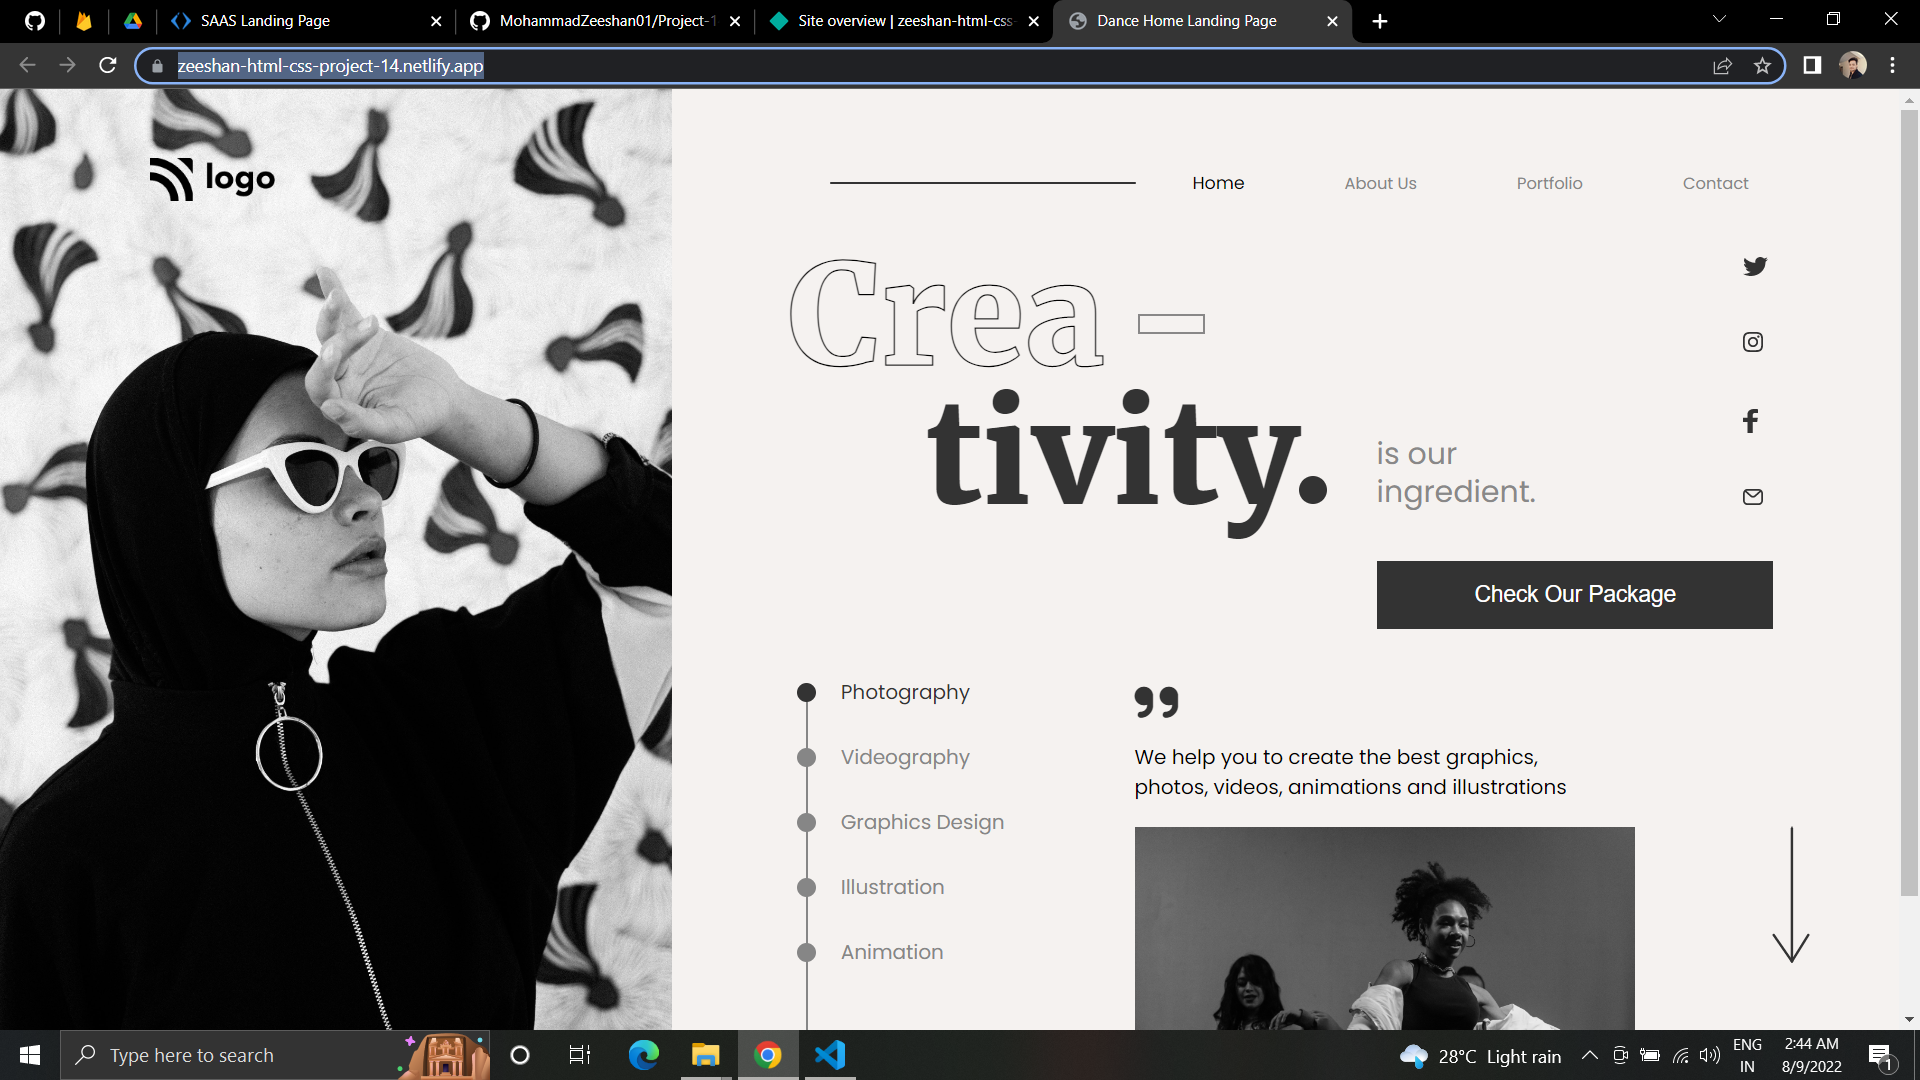 SAAS Landing Page
MohammadZeeshan01/Project-1
Site overview | zeeshan-html-css-
Dance Home Landing Page
zeeshan-html-css-project-14.netlify.app
logo
Home
About Us
Portfolio
Contact
Crea –
tivity.
is our
ingredient.
Check Our Package
Photography
Videography
Graphics Design
Illustration
Animation
We help you to create the best graphics,
photos, videos, animations and illustrations
Type here to search
28°C Light rain
ENG
IN
2:44 AM
8/9/2022
1